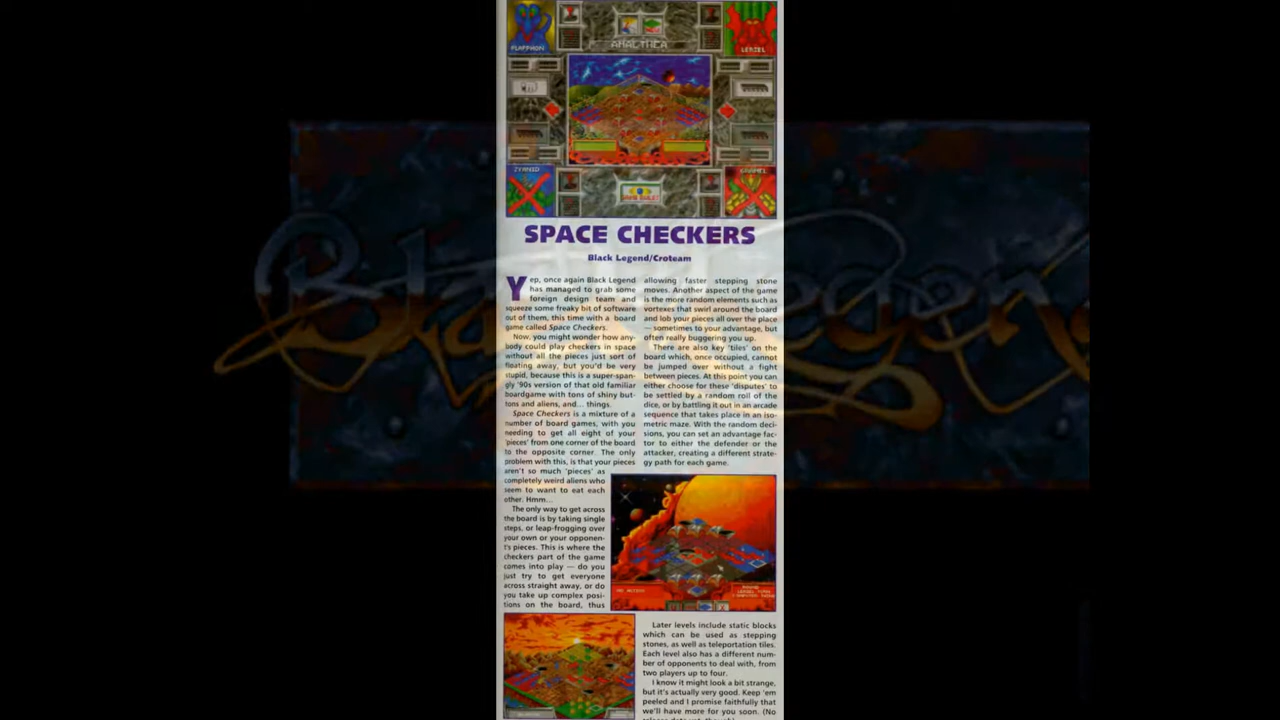 FLAPPHON
AMALTHEA
ZYRNID
SPACE CHECKERS
Black Legend/Croteam
Yep, once again Black Legend
has managed to grab some
foreign design team and
squeeze some freaky bit of software
out of them, this time with a board
game called Space Checkers.
Now, you might wonder how any-
body could play checkers in space
without all the pieces just sort of
floating away, but you'd be very
stupid, because this is a super-span-
gly '90s version of that old familiar
boardgame with tons of shiny but-
tons and aliens, and... things.
Space Checkers is a mixture of a
number of board games, with you
needing to get all eight of your
'pieces' from one corner of the board
to the opposite corner. The only
problem with this, is that your pieces
aren't so much 'pieces' as
completely weird aliens who
seem to want to eat each
other. Hmm...
The only way to get across
the board is by taking single
steps, or leap-frogging over
your own or your opponen-
t's pieces. This is where the
checkers part of the game
comes into play — do you
just try to get everyone
across straight away, or do
you take up complex posi-
tions on the board, thus
allowing faster stepping stone
moves. Another aspect of the game
is the more random elements such as
vortexes that swirl around the board
and lob your pieces all over the place
— sometimes to your advantage, but
often really buggering you up.
There are also key 'tiles' on the
board which, once occupied, cannot
be jumped over without a fight
between pieces. At this point you can
either choose for these 'disputes' to
be settled by a random roll of the
dice, or by battling it out in an arcade
sequence that takes place in an iso-
metric maze. With the random deci-
sions, you can set an advantage fac-
tor to either the defender or the
attacker, creating a different strate-
gy path for each game.
Later levels include static blocks
which can be used as stepping
stones, as well as teleportation tiles.
Each level also has a different num-
ber of opponents to deal with, from
two players up to four.
I know it might look a bit strange,
but it's actually very good. Keep 'em
peeled and I promise faithfully that
we'll have more for you soon. (No
Black Legend